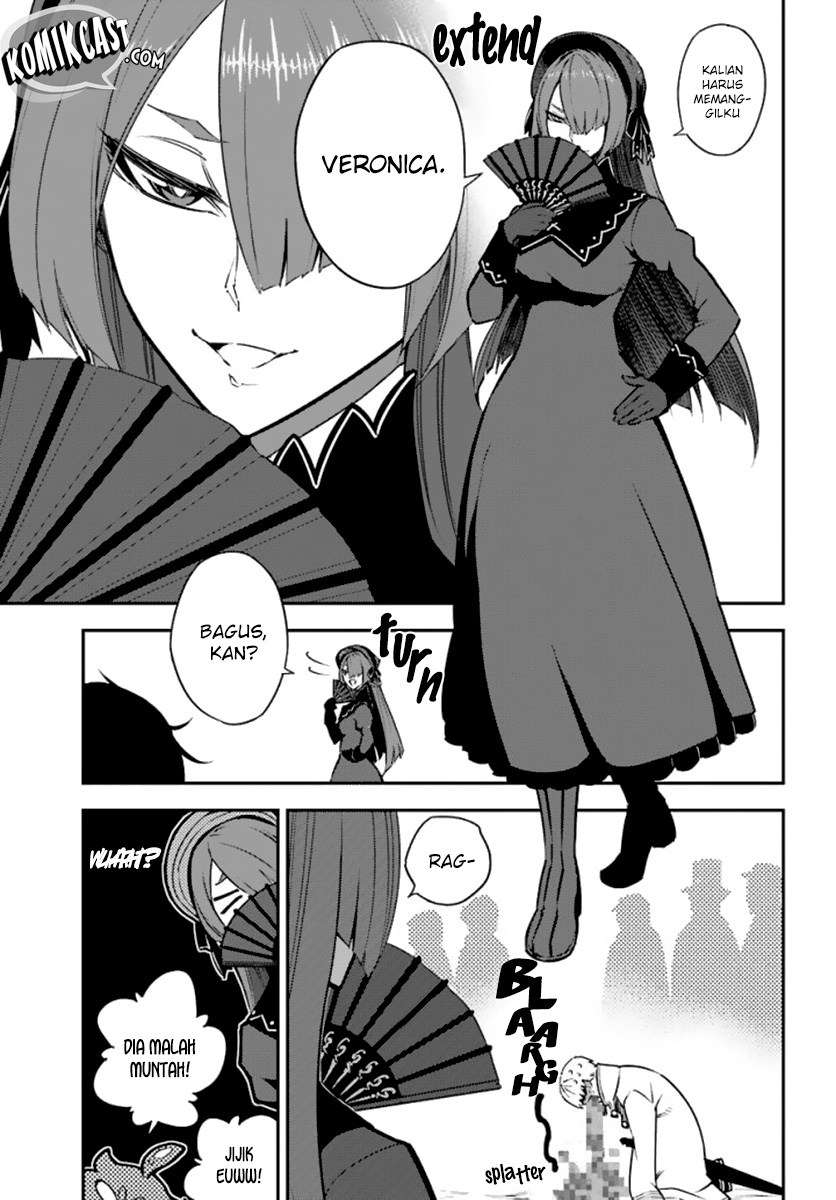 KOMIKCAST
.COM
extend
KALIAN
HARUS
MEMANG-
GILKU
VERONICA.
BAGUS,
KAN?
turn
RAG-
BLAARGH
splatter
WUAH?
DIA MALAH
MUNTAH!
JIJIK
EUWW!